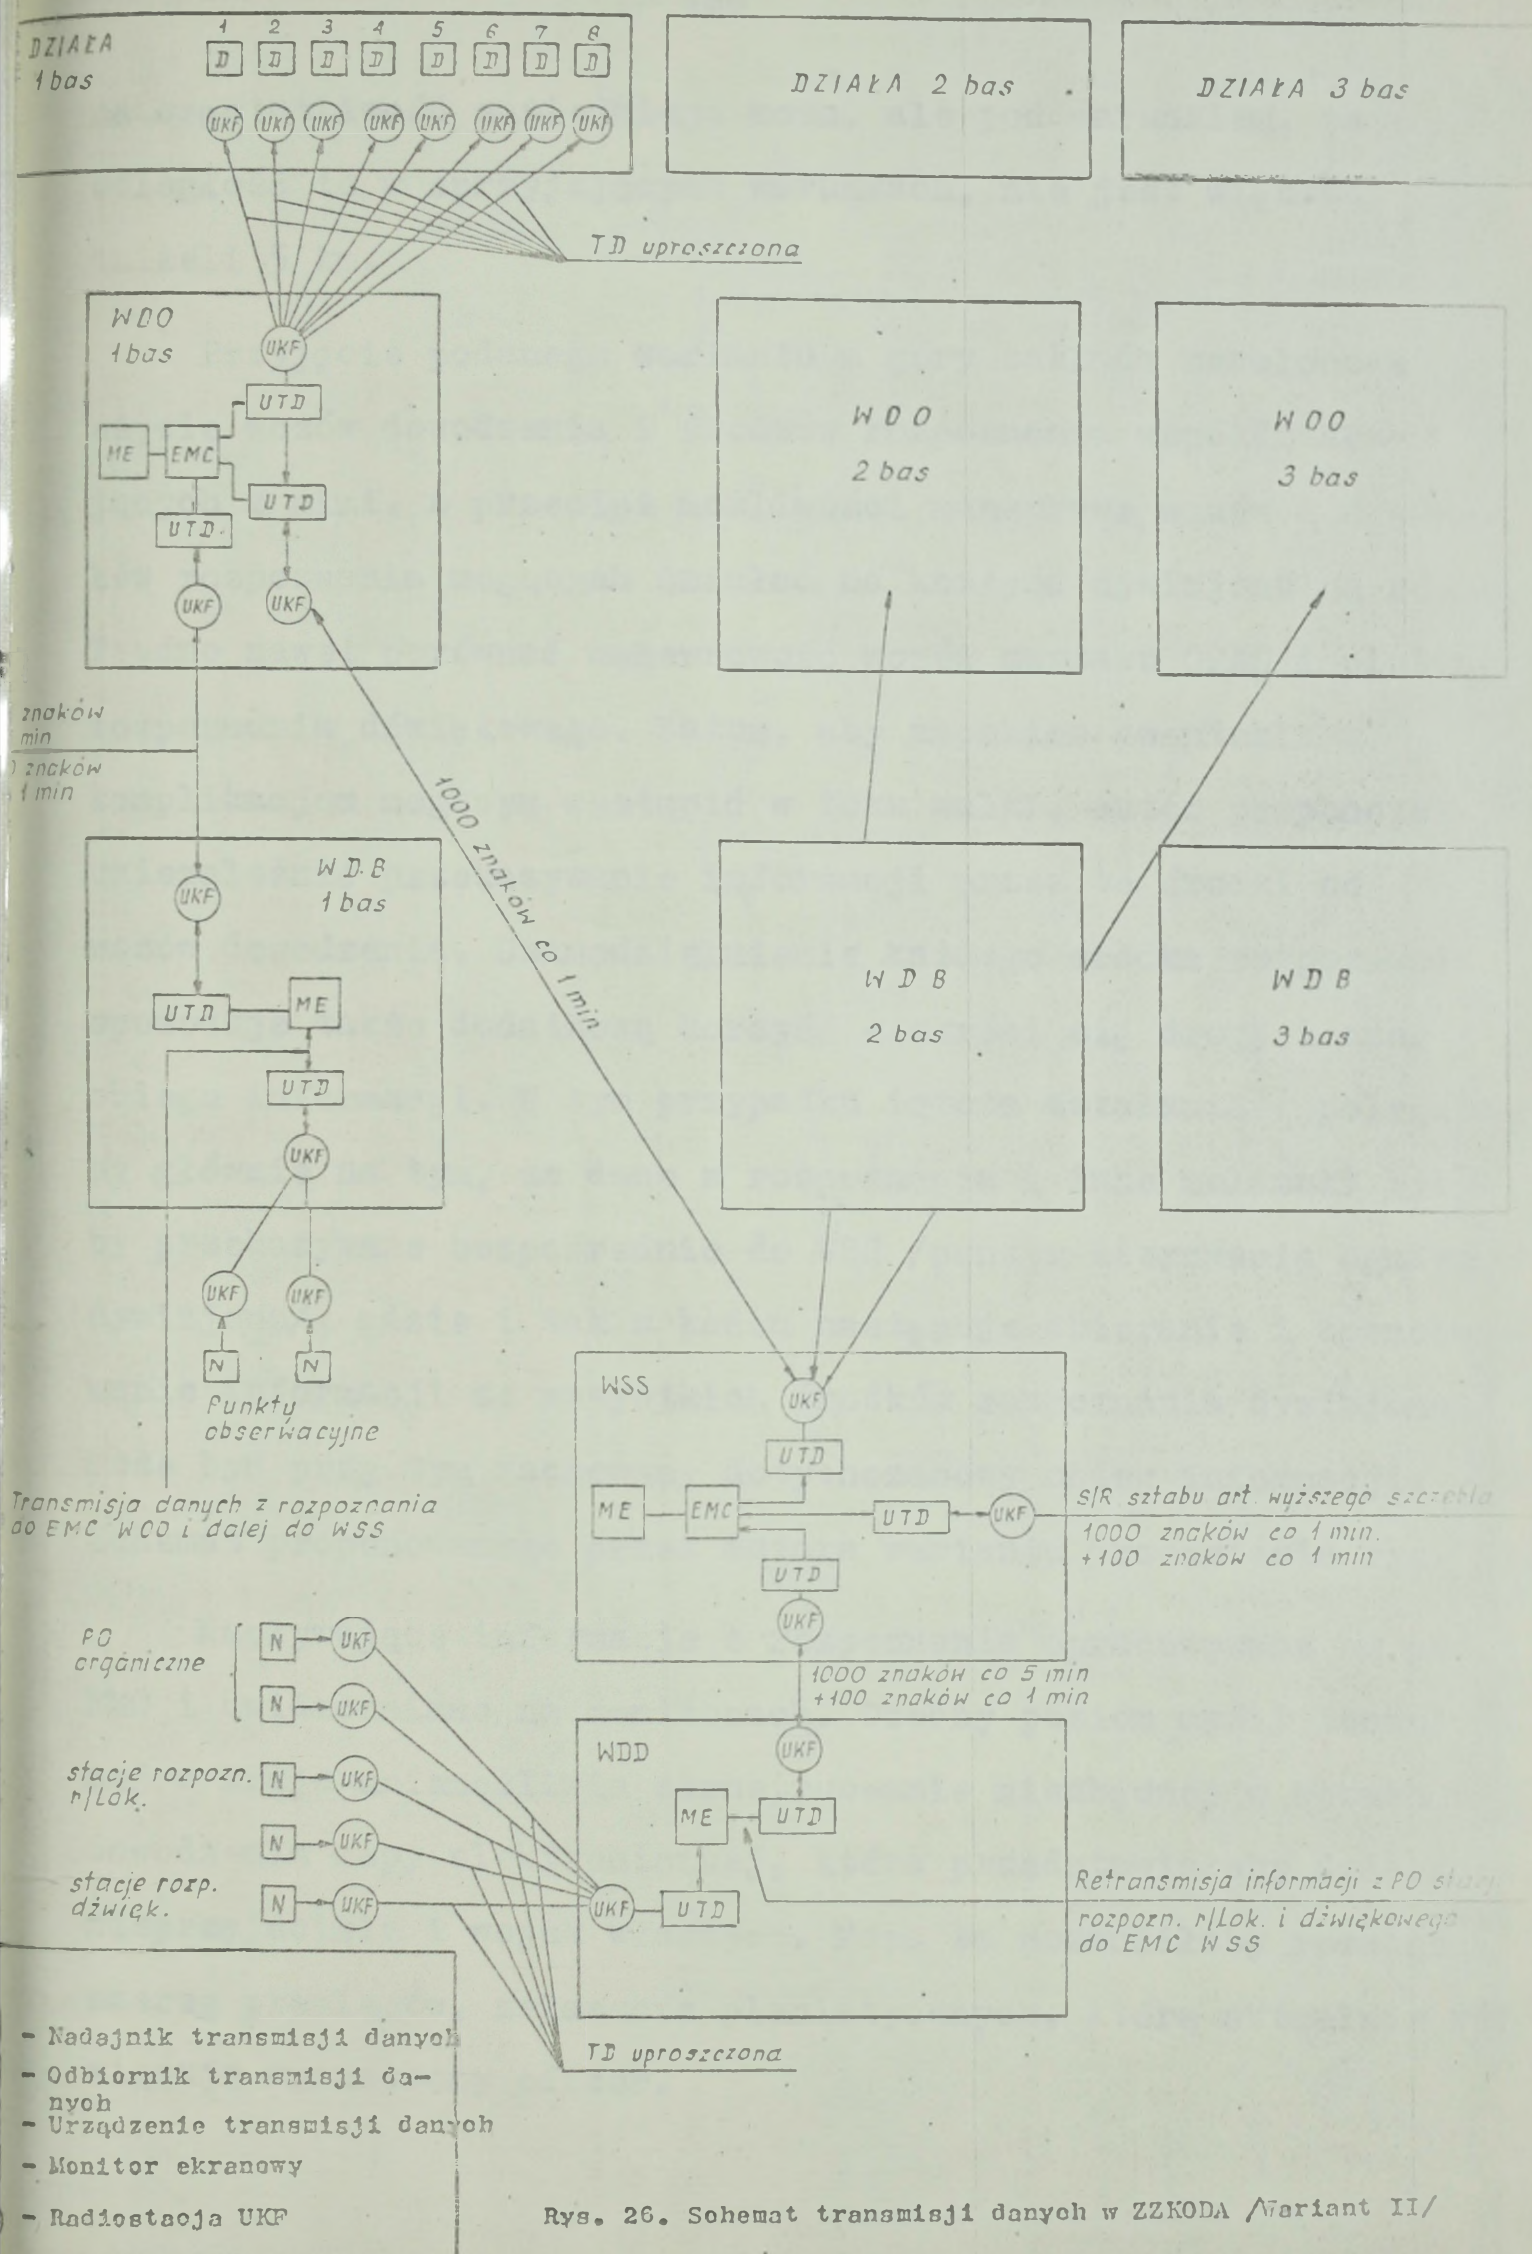 DZIAŁA
1 bas
1 2 3 4 5 6 7 8
D D D D D D D D
UKF UKF UKF UKF UKF UKF UKF UKF
DZIAŁA 2 bas
DZIAŁA 3 bas
TD uproszczona
WOO
1 bas
UKF
UTD
ME EMC
UTD
UTD
UKF UKF
WOO
2 bas
WOO
3 bas
znaków
min
znaków
1 min
1000 znaków co 1 min
WDB
1 bas
UKF
UTD ME
UTD
UKF
UKF UKF
N N
Punkty
obserwacyjne
WDB
2 bas
WDB
3 bas
Transmisja danych z rozpoznania
do EMC WOO i dalej do WSS
WSS
UKF
UTD
ME EMC UTD UKF
UTD
UKF
S/R sztabu art. wyższego szczebla
1000 znaków co 1 min.
+100 znaków co 1 min
1000 znaków co 5 min
+100 znaków co 1 min
PO
organiczne
N UKF
N UKF
stacje rozpozn.
r/Lok.
N UKF
N UKF
stacje rozp.
dźwięk.
N UKF
WDD
UKF
ME UTD
UKF UTD
Retransmisja informacji z PO
rozpozn. r/Lok. i dźwiękowego
do EMC WSS
TD uproszczona
- Nadajnik transmisji danych
- Odbiornik transmisji da-
nych
- Urządzenie transmisji danych
- Monitor ekranowy
- Radiostacja UKF
Rys. 26. Schemat transmisji danych w ZZKODA /Wariant II/